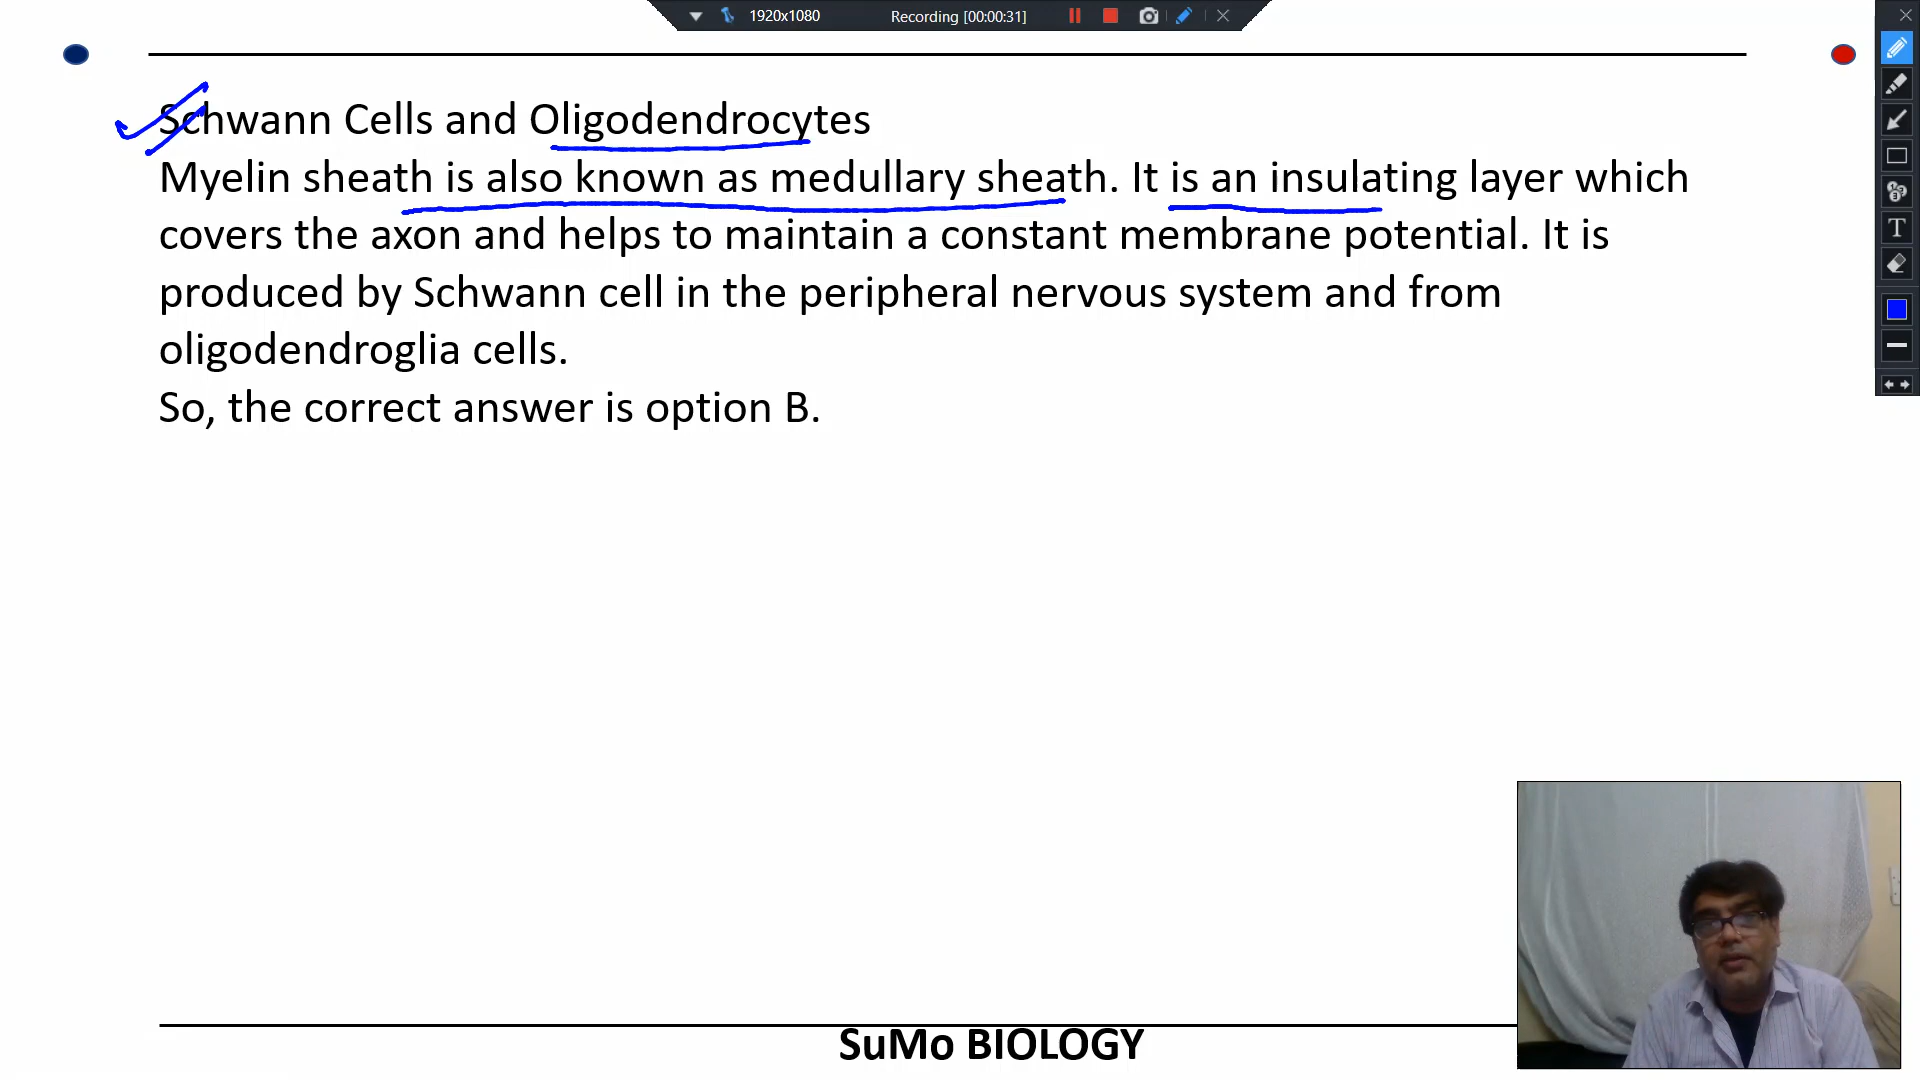 1920x1080 Recording [00:00:31]
Schwann Cells and Oligodendrocytes
Myelin sheath is also known as medullary sheath. It is an insulating layer which
covers the axon and helps to maintain a constant membrane potential. It is
produced by Schwann cell in the peripheral nervous system and from
oligodendroglia cells.
So, the correct answer is option B.
SuMo BIOLOGY